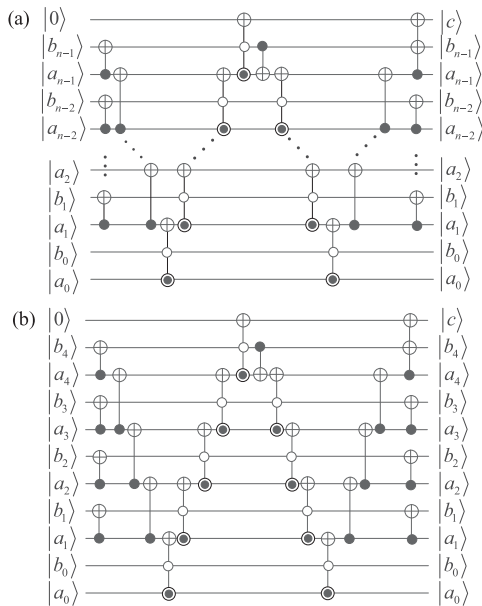 (a) |0⟩ |c⟩
|b_{n-1}⟩ |b_{n-1}⟩
|a_{n-1}⟩ |a_{n-1}⟩
|b_{n-2}⟩ |b_{n-2}⟩
|a_{n-2}⟩ |a_{n-2}⟩
|a_2⟩ |a_2⟩
|b_1⟩ |b_1⟩
|a_1⟩ |a_1⟩
|b_0⟩ |b_0⟩
|a_0⟩ |a_0⟩
(b) |0⟩ |c⟩
|b_4⟩ |b_4⟩
|a_4⟩ |a_4⟩
|b_3⟩ |b_3⟩
|a_3⟩ |a_3⟩
|b_2⟩ |b_2⟩
|a_2⟩ |a_2⟩
|b_1⟩ |b_1⟩
|a_1⟩ |a_1⟩
|b_0⟩ |b_0⟩
|a_0⟩ |a_0⟩